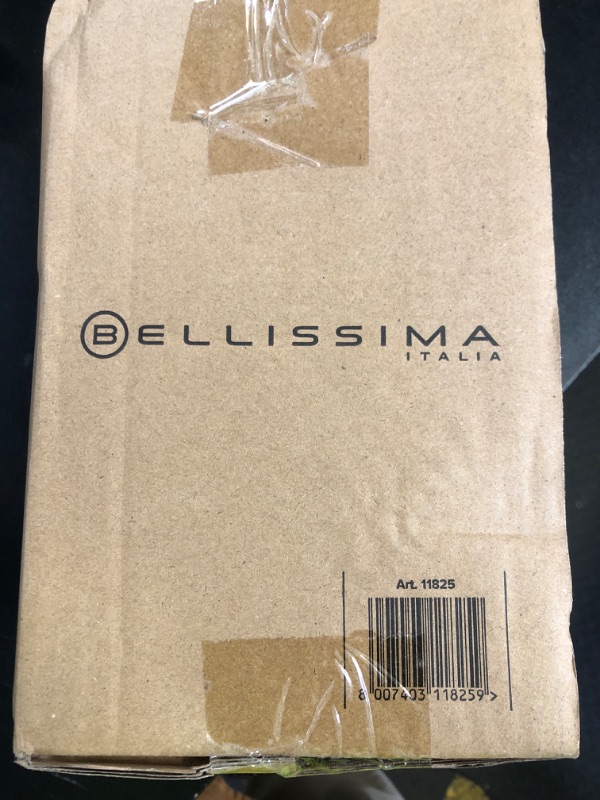 BELLISSIMA
ITALIA
Art. 11825
8 007403 118259 >